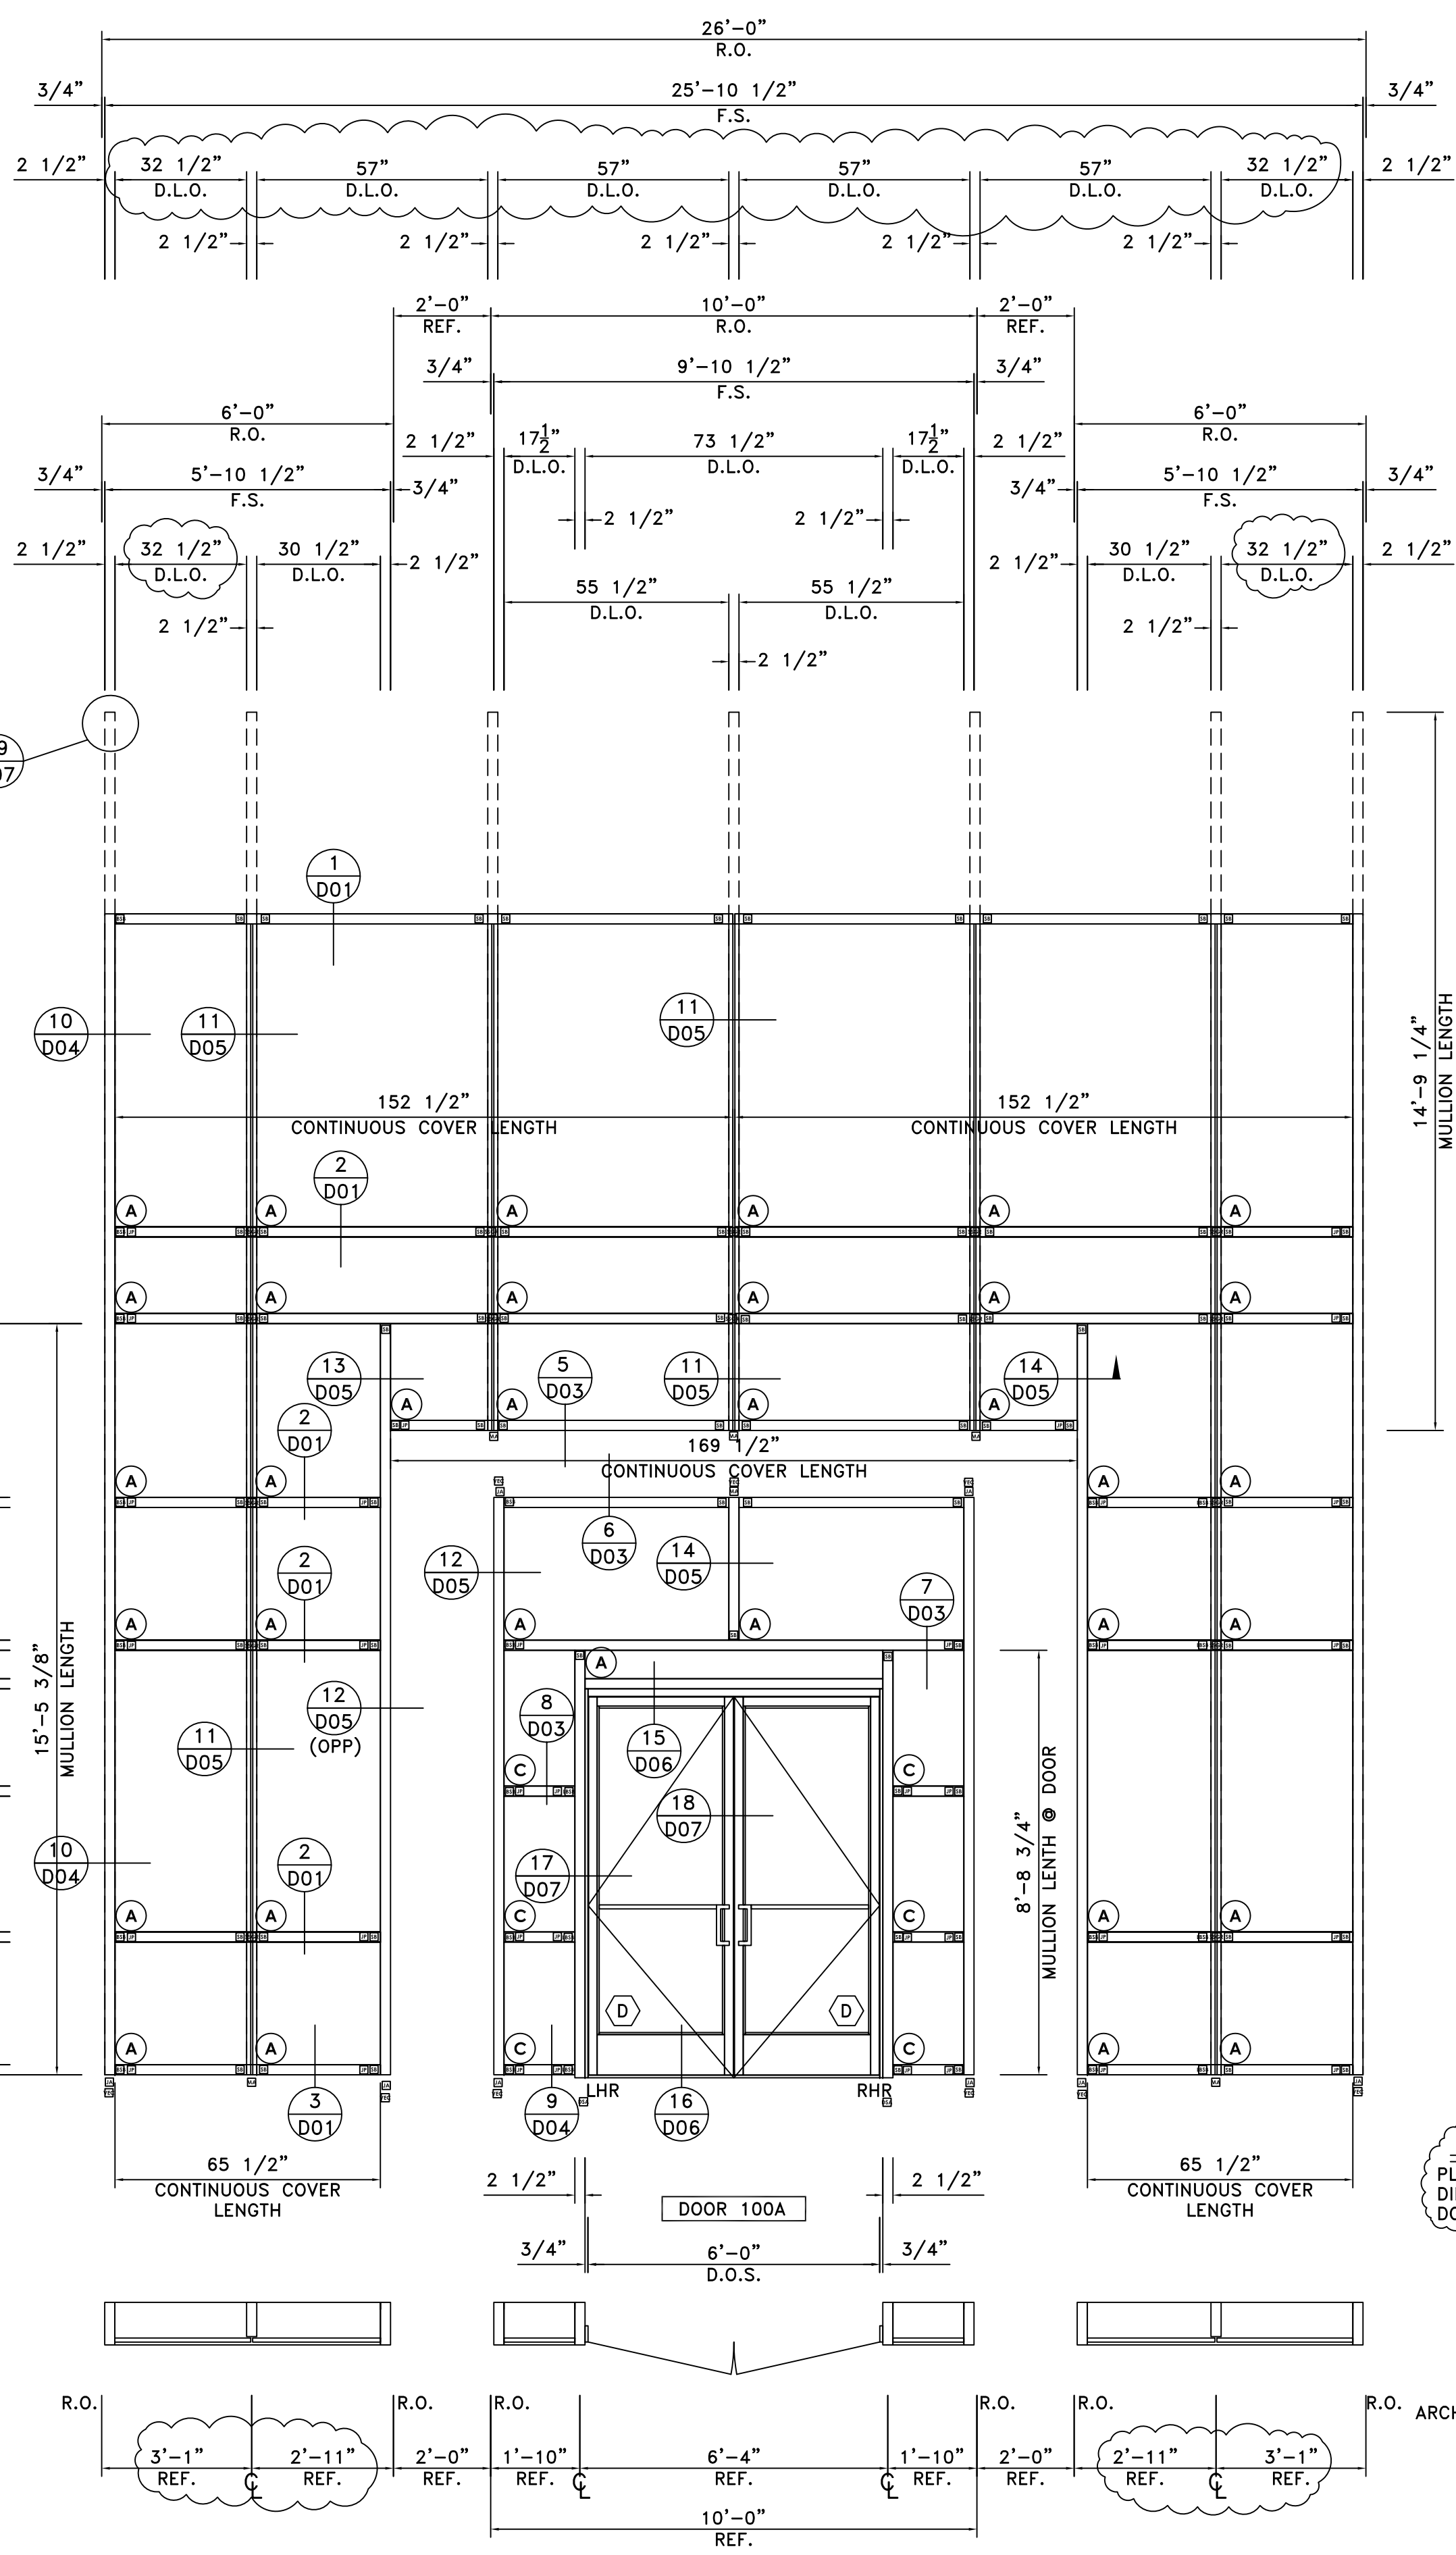 26'-0"
R.O.
3/4" 25'-10 1/2" 3/4"
F.S.
2 1/2" 32 1/2" 57" 57" 57" 57" 32 1/2" 2 1/2"
D.L.O. D.L.O. D.L.O. D.L.O. D.L.O. D.L.O.
2 1/2" 2 1/2" 2 1/2" 2 1/2" 2 1/2"
2'-0" 10'-0" 2'-0"
REF. R.O. REF.
3/4" 9'-10 1/2" 3/4"
F.S.
6'-0" 6'-0"
R.O. R.O.
2 1/2" 17 1/2" 73 1/2" 17 1/2" 2 1/2"
D.L.O. D.L.O. D.L.O.
3/4" 5'-10 1/2" 3/4" 3/4" 5'-10 1/2" 3/4"
F.S. F.S.
2 1/2" 2 1/2"
2 1/2" 32 1/2" 30 1/2" 2 1/2" 2 1/2" 30 1/2" 32 1/2" 2 1/2"
D.L.O. D.L.O. D.L.O. D.L.O.
55 1/2" 55 1/2"
D.L.O. D.L.O.
2 1/2" 2 1/2"
2 1/2"
9
07
1
D01
10 11 11
D04 D05 D05
14'-9 1/4"
MULLION LENGTH
152 1/2" 152 1/2"
CONTINUOUS COVER LENGTH CONTINUOUS COVER LENGTH
2
D01
A A A A A A
A A A A A A
13 5 11 14
D05 D03 D05 D05
A A A A
2
D01
169 1/2"
CONTINUOUS COVER LENGTH
A A A A
6
D03
2 12 14 7
D01 D05 D05 D03
A A A A A A
A
15'-5 3/8"
MULLION LENGTH
12 8
D05 D03
(OPP)
11 15
D05 D06
C C
18
D07
8'-8 3/4"
MULLION LENTH @ DOOR
10 2 17
D04 D01 D07
A A C C A A
D D
A A C C A A
LHR RHR
3 9 16
D01 D04 D06
65 1/2" 65 1/2"
CONTINUOUS COVER CONTINUOUS COVER
LENGTH LENGTH
2 1/2" 2 1/2"
DOOR 100A
3/4" 6'-0" 3/4"
D.O.S.
PL
DI
DO
R.O. R.O. R.O. R.O. R.O. R.O.
ARCH
3'-1" 2'-11" 2'-0" 1'-10" 6'-4" 1'-10" 2'-0" 2'-11" 3'-1"
REF. REF. REF. REF. REF. REF. REF. REF. REF.
CL CL CL CL
10'-0"
REF.